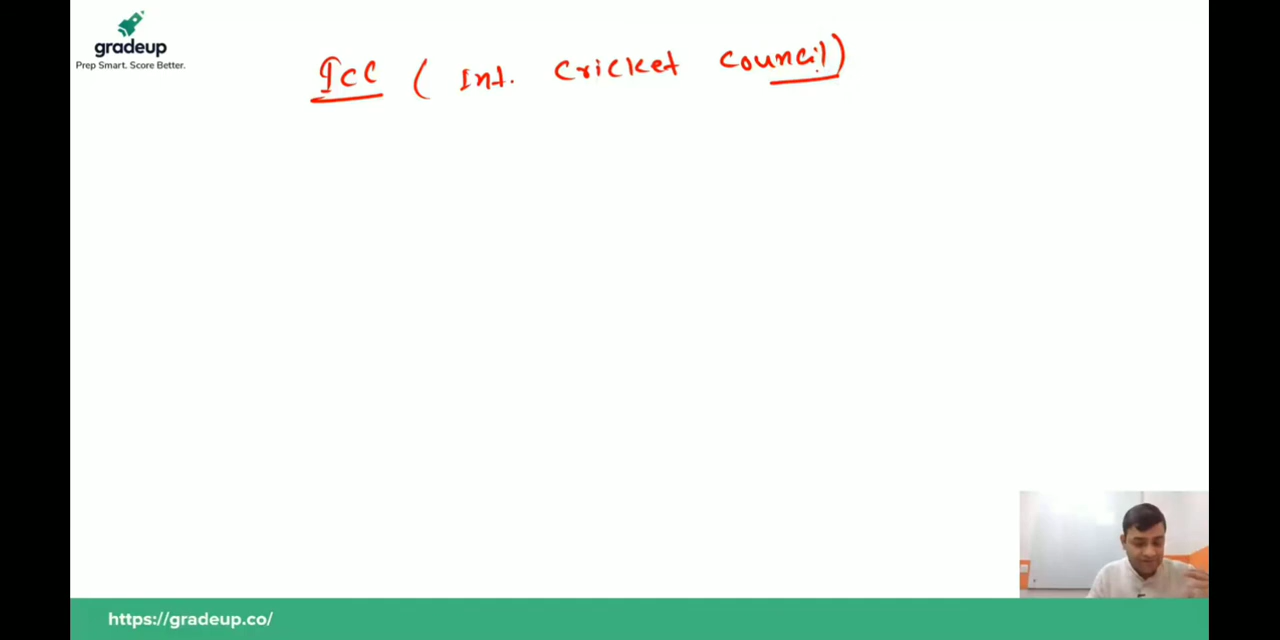 gradeup
Prep Smart. Score Better.
ICC ( Int. Cricket Council)
https://gradeup.co/